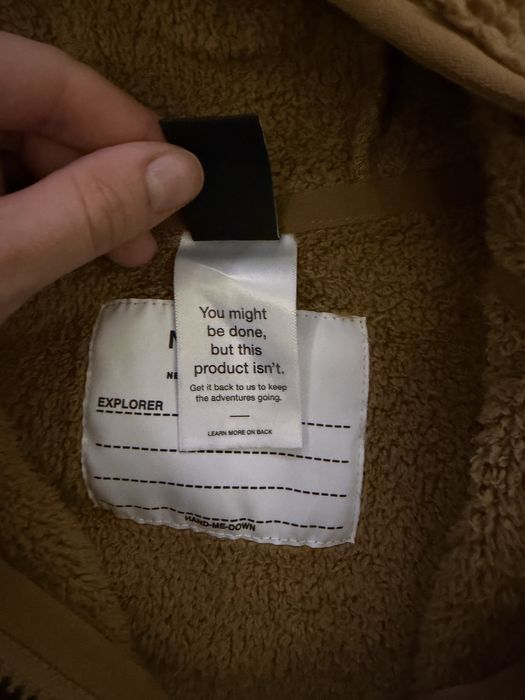 You might
be done,
but this
product isn't.
Get it back to us to keep
the adventures going.
LEARN MORE ON BACK
EXPLORER
HAND-ME-DOWN